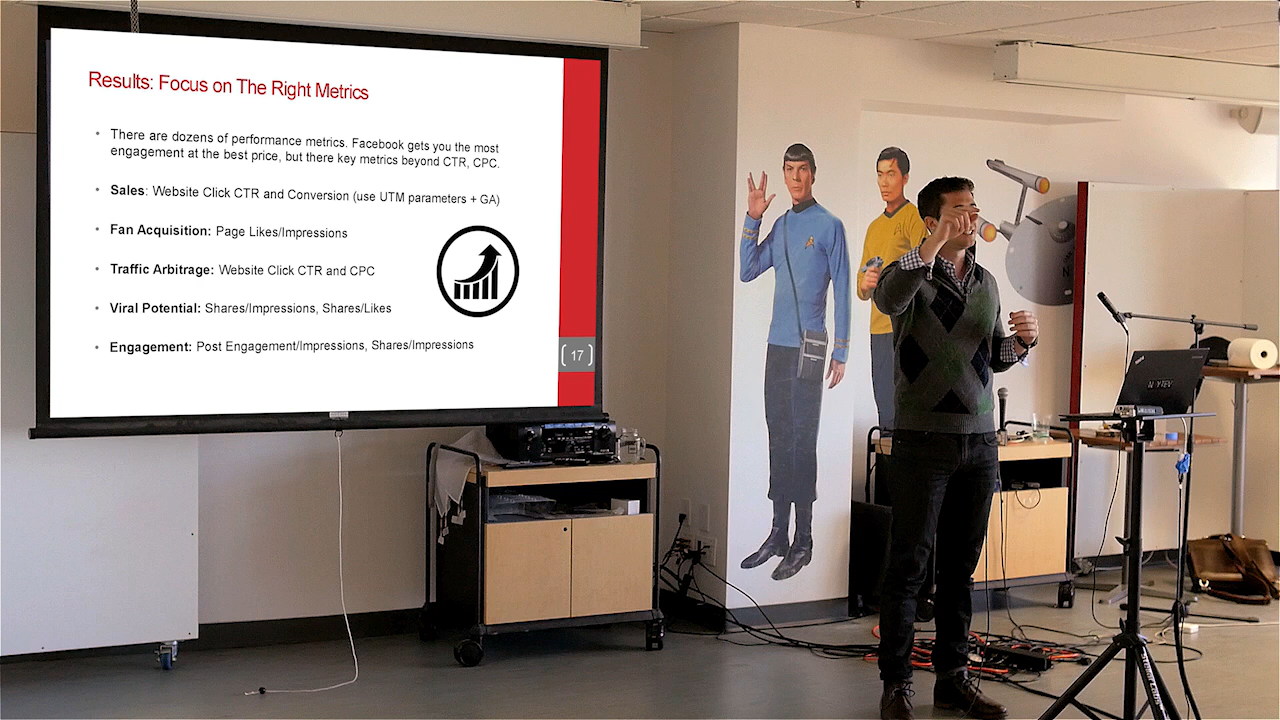 Results: Focus on The Right Metrics
• There are dozens of performance metrics. Facebook gets you the most
engagement at the best price, but there key metrics beyond CTR, CPC.
• Sales: Website Click CTR and Conversion (use UTM parameters + GA)
• Fan Acquisition: Page Likes/Impressions
• Traffic Arbitrage: Website Click CTR and CPC
• Viral Potential: Shares/Impressions, Shares/Likes
• Engagement: Post Engagement/Impressions, Shares/Impressions
17